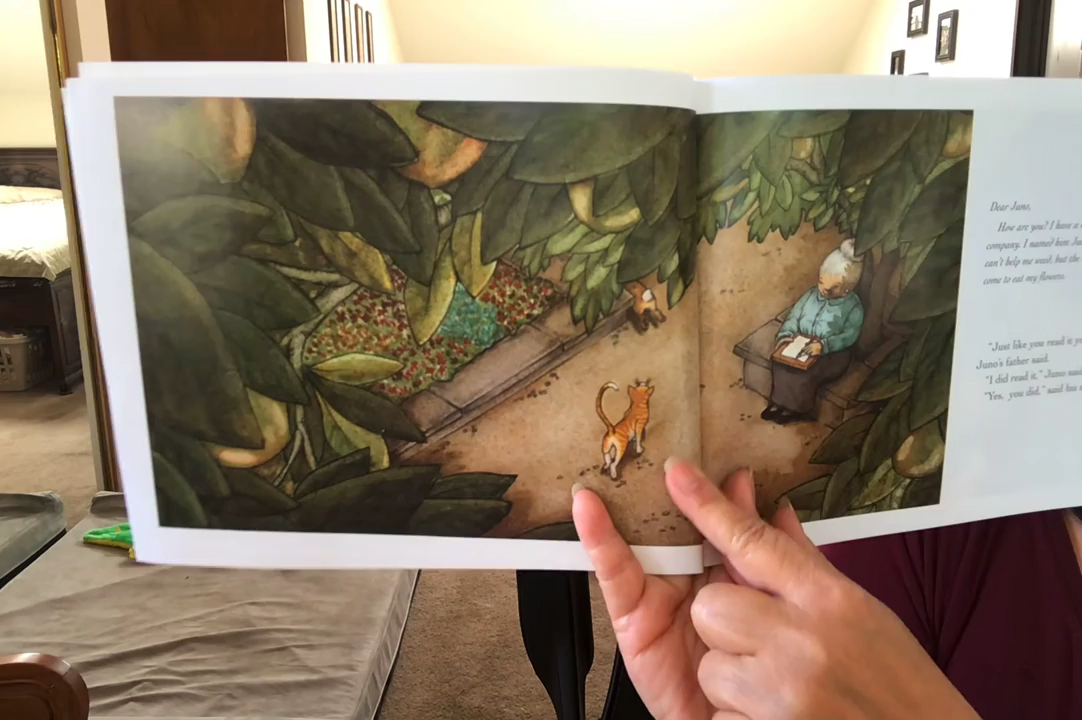 Dear Juno,
How are you? I have a
company. I named him Ju
can't help me weed, but the
come to eat my flowers.
"Just like you read it y
Juno's father said.
"I did read it," Juno sai
"Yes, you did," said his